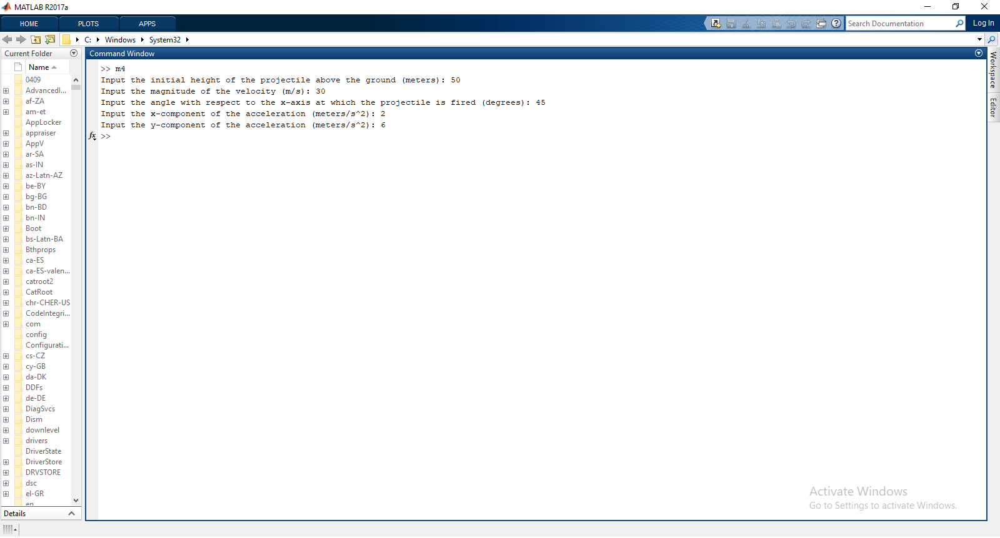 MATLAB R2017a
HOME PLOTS APPS
Search Documentation
Log In
C: Windows System32
Current Folder
Name
0409
AdvancedI...
af-ZA
am-et
AppLocker
appraiser
AppV
ar-SA
as-IN
az-Latn-AZ
be-BY
bg-BG
bn-BD
bn-IN
Boot
bs-Latn-BA
Bthprops
ca-ES
ca-ES-valen...
catroot2
CatRoot
chr-CHER-US
CodeIntegri...
com
config
Configurati...
cs-CZ
cy-GB
da-DK
DDFs
de-DE
DiagSvcs
Dism
downlevel
drivers
DriverState
DriverStore
DRVSTORE
dsc
el-GR
en
Details
Command Window
>> m4
Input the initial height of the projectile above the ground (meters): 50
Input the magnitude of the velocity (m/s): 30
Input the angle with respect to the x-axis at which the projectile is fired (degrees): 45
Input the x-component of the acceleration (meters/s^2): 2
Input the y-component of the acceleration (meters/s^2): 6
fx >>
Workspace
Editor
Activate Windows
Go to Settings to activate Windows.